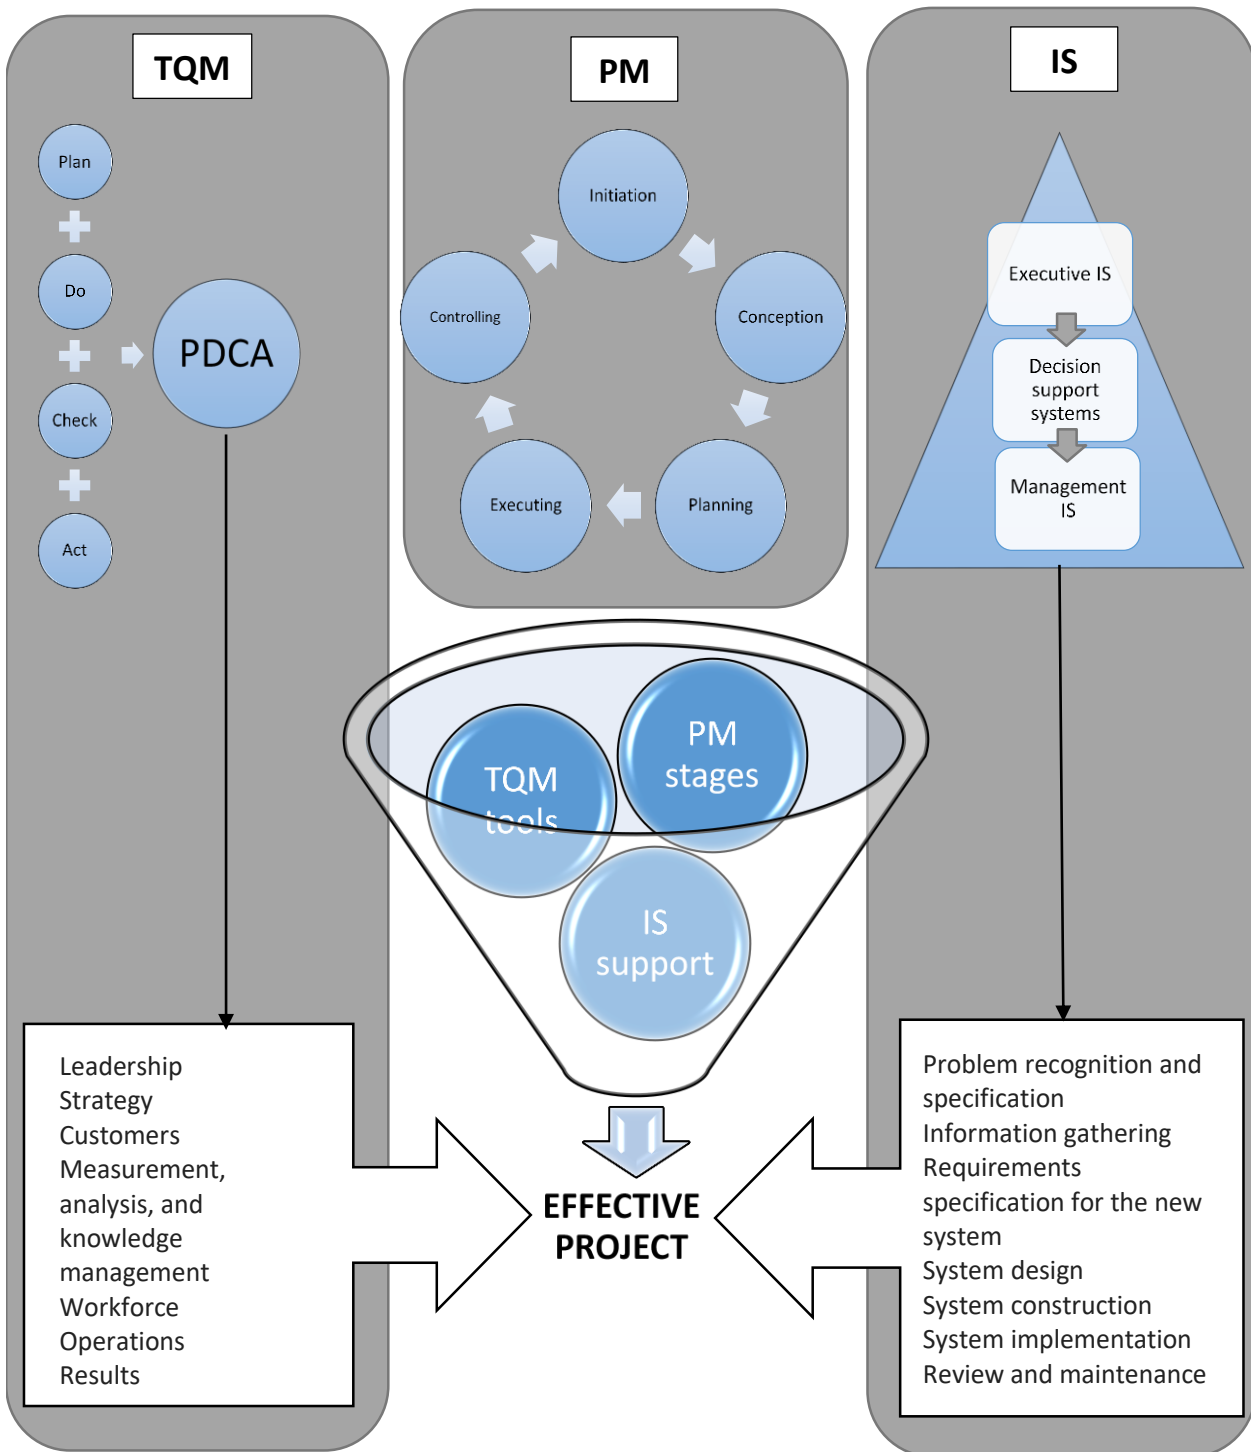 TQM
Plan
Do
Check
Act
PDCA
PM
Initiation
Conception
Planning
Executing
Controlling
IS
Executive IS
Decision
support
systems
Management
IS
TQM
tools
PM
stages
IS
support
Leadership
Strategy
Customers
Measurement,
analysis, and
knowledge
management
Workforce
Operations
Results
EFFECTIVE
PROJECT
Problem recognition and
specification
Information gathering
Requirements
specification for the new
system
System design
System construction
System implementation
Review and maintenance